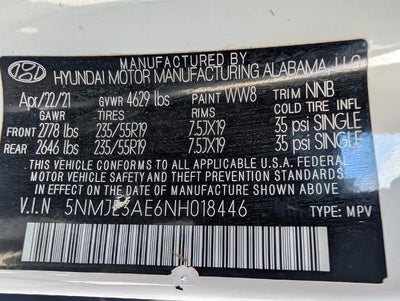 MANUFACTURED BY
HYUNDAI MOTOR MANUFACTURING ALABAMA, LLC
Apr/22/21 GVWR 4629 lbs PAINT WW8 TRIM NNB
GAWR TIRES RIMS COLD TIRE INFL
FRONT 2778 lbs 235/55R19 7.5JX19 35 psi SINGLE
REAR 2646 lbs 235/55R19 7.5JX19 35 psi SINGLE
THIS VEHICLE CONFORMS TO ALL APPLICABLE U.S.A. FEDERAL
MOTOR VEHICLE SAFETY, BUMPER, AND THEFT PREVENTION STANDARDS
IN EFFECT ON THE DATE OF MANUFACTURE SHOWN ABOVE.
V.I.N 5NMJE3AE6NH018446 TYPE: MPV